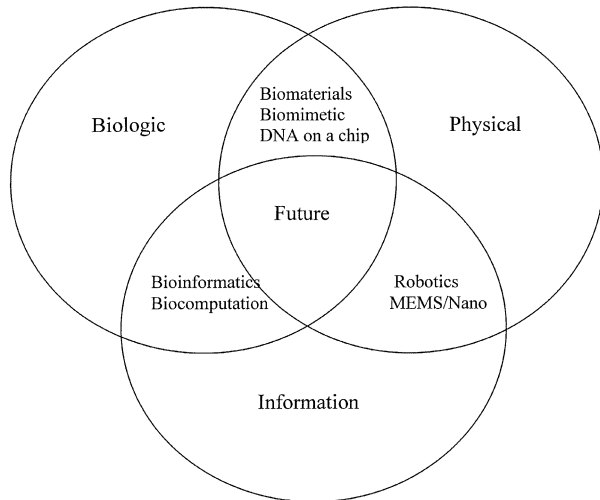 Biomaterials
Biomimetic
DNA on a chip
Biologic
Physical
Future
Bioinformatics
Biocomputation
Robotics
MEMS/Nano
Information